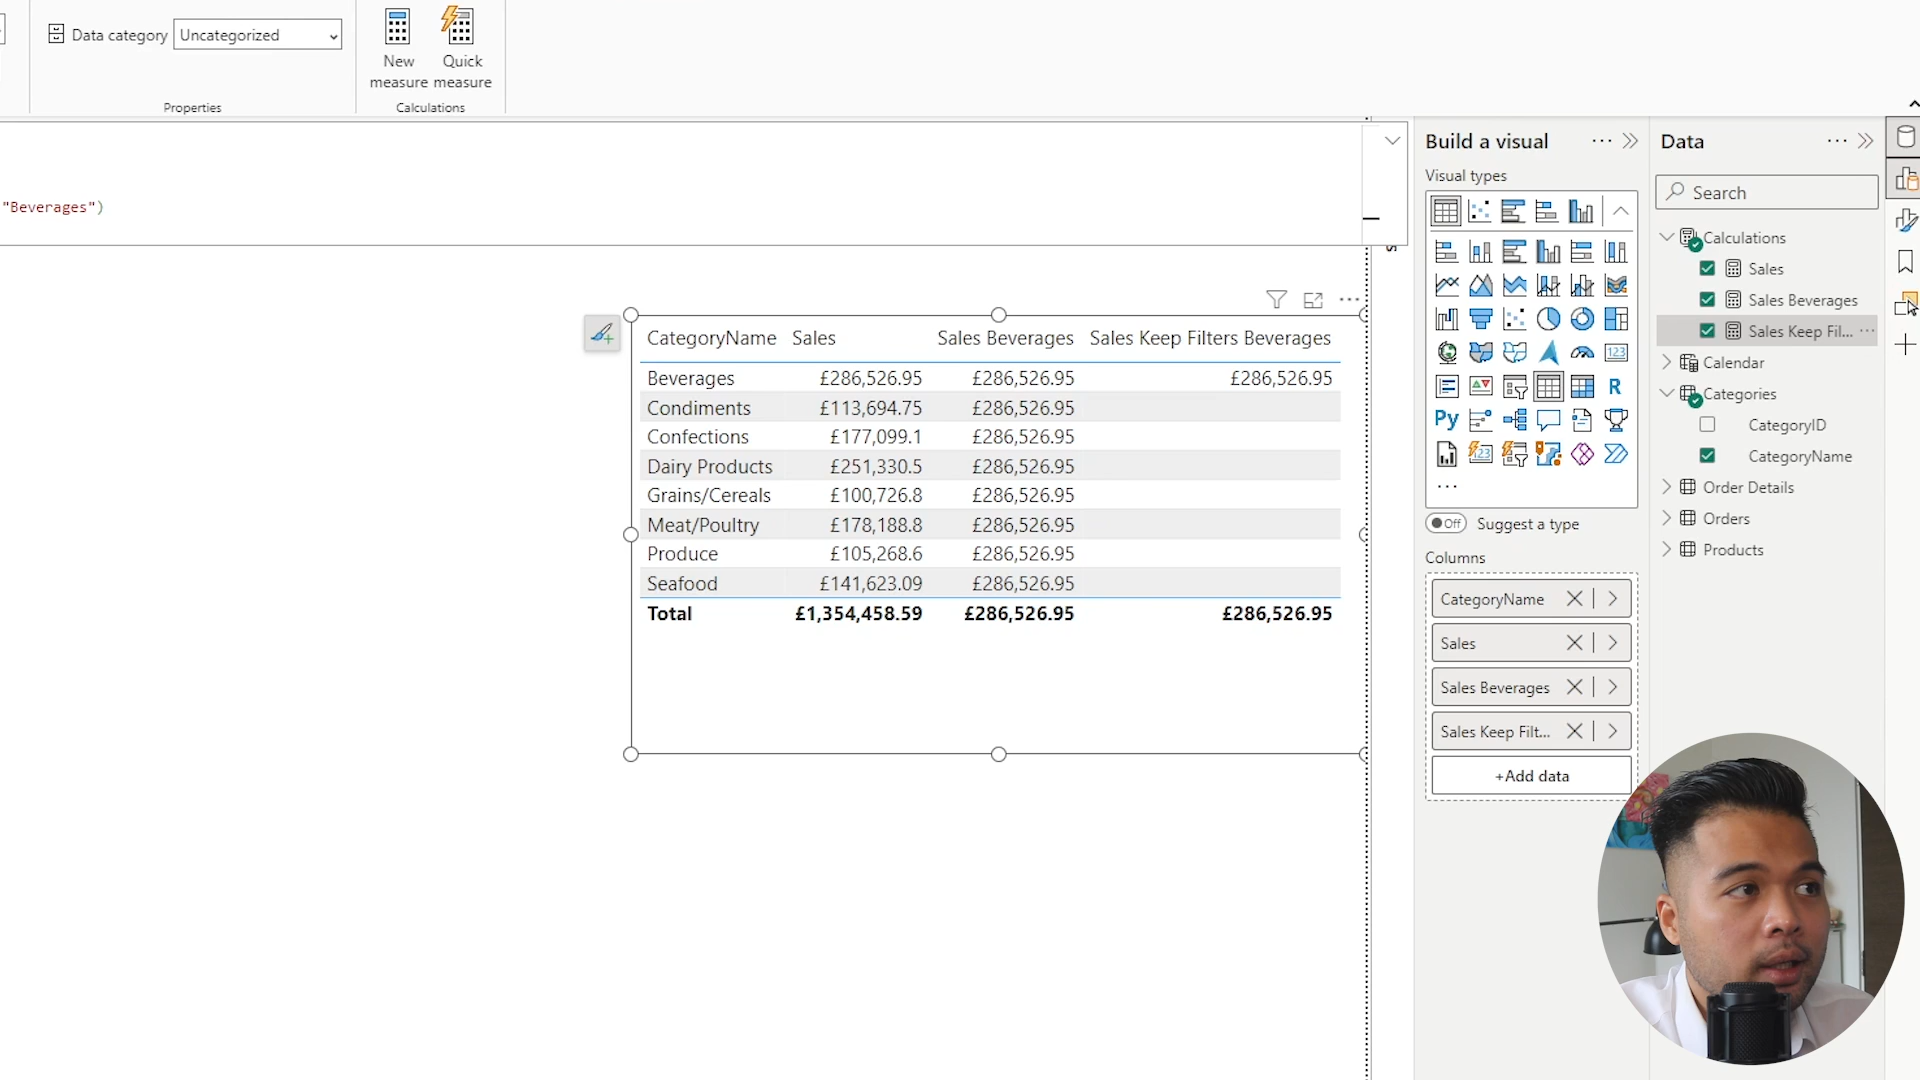 Data category Uncategorized
New measure
Quick measure
Properties
Calculations
"Beverages")
Build a visual
Visual types
Suggest a type
Off
Columns
CategoryName
Sales
Sales Beverages
Sales Keep Filt...
+Add data
Data
Search
Calculations
Sales
Sales Beverages
Sales Keep Fil...
Calendar
Categories
CategoryID
CategoryName
Order Details
Orders
Products
CategoryName Sales Sales Beverages Sales Keep Filters Beverages
Beverages £286,526.95 £286,526.95 £286,526.95
Condiments £113,694.75 £286,526.95
Confections £177,099.1 £286,526.95
Dairy Products £251,330.5 £286,526.95
Grains/Cereals £100,726.8 £286,526.95
Meat/Poultry £178,188.8 £286,526.95
Produce £105,268.6 £286,526.95
Seafood £141,623.09 £286,526.95
Total £1,354,458.59 £286,526.95 £286,526.95
123
R
Py
123